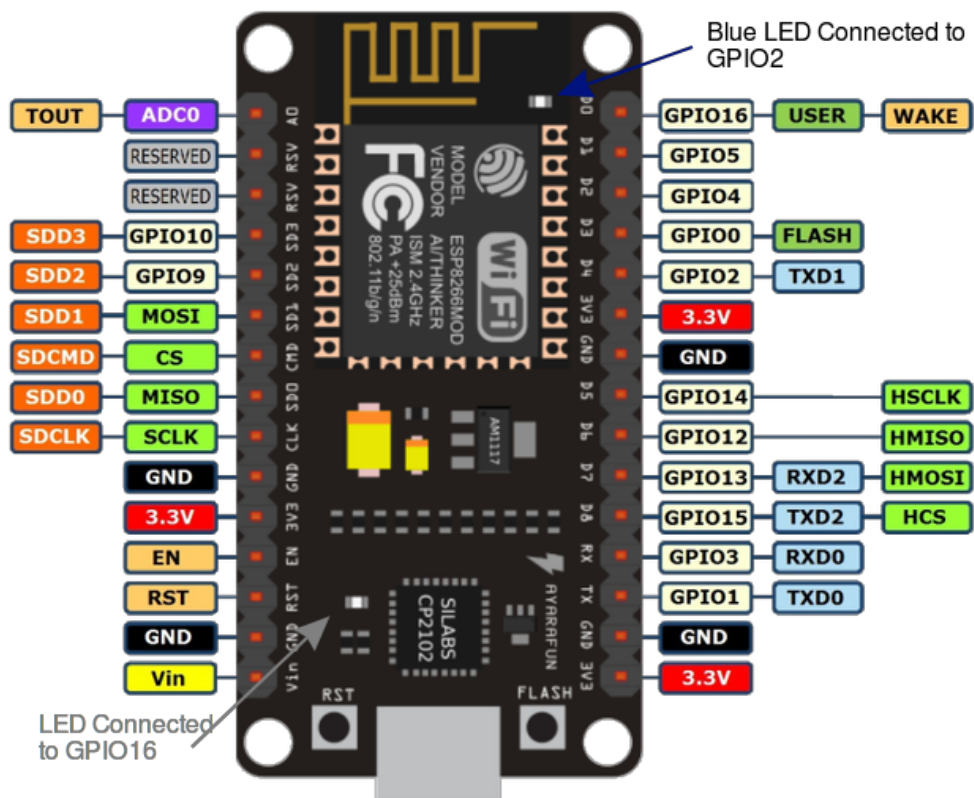 Blue LED Connected to
GPIO2
TOUT ADC0 A0 D0 GPIO16 USER WAKE
RESERVED RSV D1 GPIO5
RESERVED RSV D2 GPIO4
SDD3 GPIO10 SD3 D3 GPIO0 FLASH
SDD2 GPIO9 SD2 D4 GPIO2 TXD1
SDD1 MOSI SD1 3V3 3.3V
SDCMD CS CMD GND GND
SDD0 MISO SD0 D5 GPIO14 HSCLK
SDCLK SCLK CLK D6 GPIO12 HMISO
GND GND D7 GPIO13 RXD2 HMOSI
3.3V 3V3 D8 GPIO15 TXD2 HCS
EN EN RX GPIO3 RXD0
RST RST TX GPIO1 TXD0
GND GND GND GND
Vin Vin 3V3 3.3V
MODEL ESP8266MOD
VENDOR AI/THINKER
ISM 2.4GHz
PA +25dBm
802.11b/g/n
FC
Wi Fi
AM1117
SILABS
CP2102
AYARAFUN
RST
FLASH
LED Connected
to GPIO16